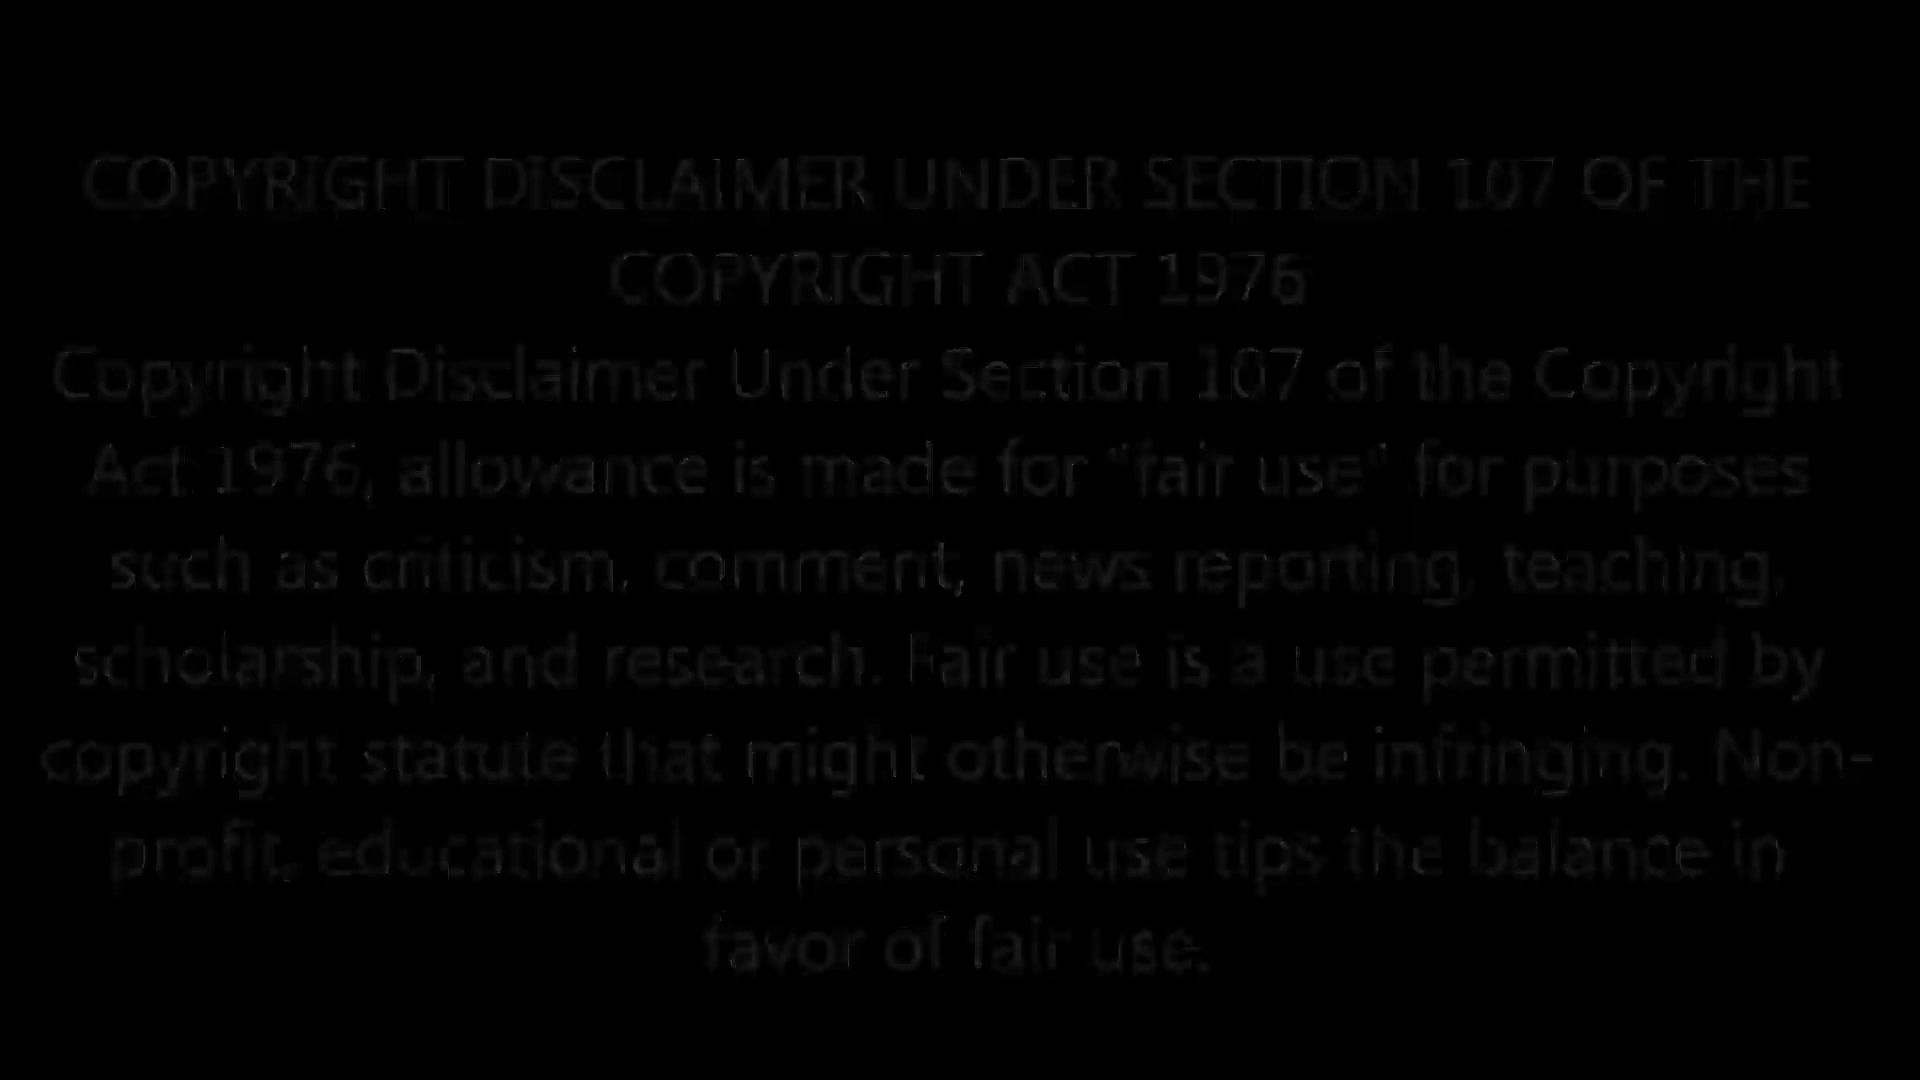 COPYRIGHT DISCLAIMER UNDER SECTION 107 OF THE
COPYRIGHT ACT 1976
Copyright Disclaimer Under Section 107 of the Copyright
Act 1976, allowance is made for "fair use" for purposes
such as criticism, comment, news reporting, teaching,
scholarship, and research. Fair use is a use permitted by
copyright statute that might otherwise be infringing. Non-
profit, educational or personal use tips the balance in
favor of fair use.